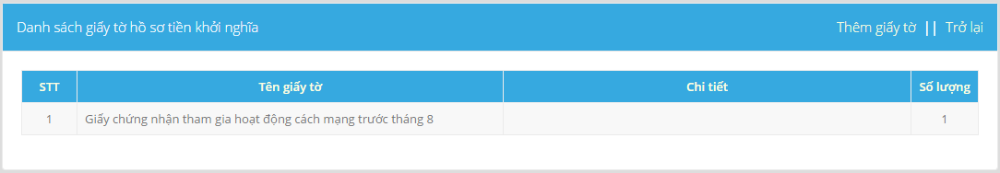 Danh sách giấy tờ hồ sơ tiền khởi nghĩa Thêm giấy tờ || Trở lại
STT Tên giấy tờ Chi tiết Số lượng
1 Giấy chứng nhận tham gia hoạt động cách mạng trước tháng 8 1